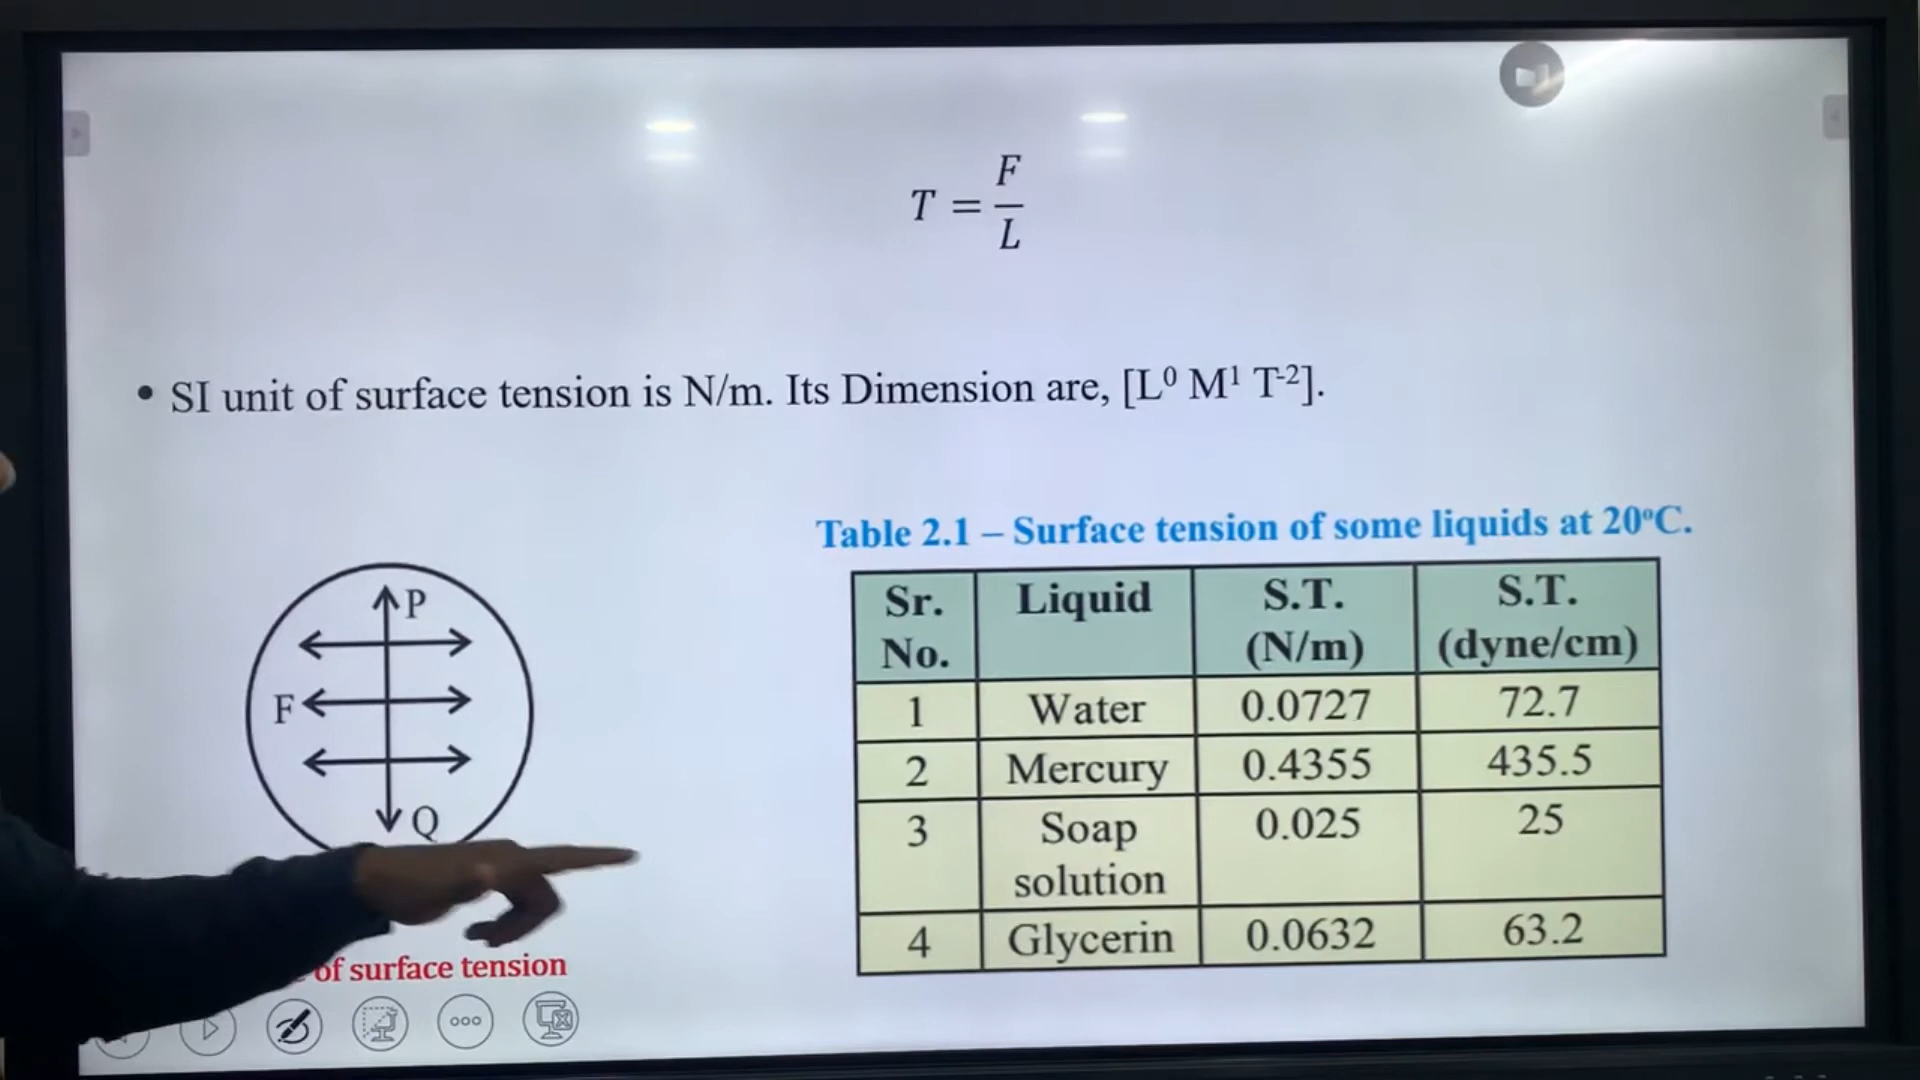 T = F/L
• SI unit of surface tension is N/m. Its Dimension are, [L⁰ M¹ T⁻²].
P
F
Q
of surface tension
Table 2.1 – Surface tension of some liquids at 20°C.
Sr. No. Liquid S.T. (N/m) S.T. (dyne/cm)
1 Water 0.0727 72.7
2 Mercury 0.4355 435.5
3 Soap solution 0.025 25
4 Glycerin 0.0632 63.2